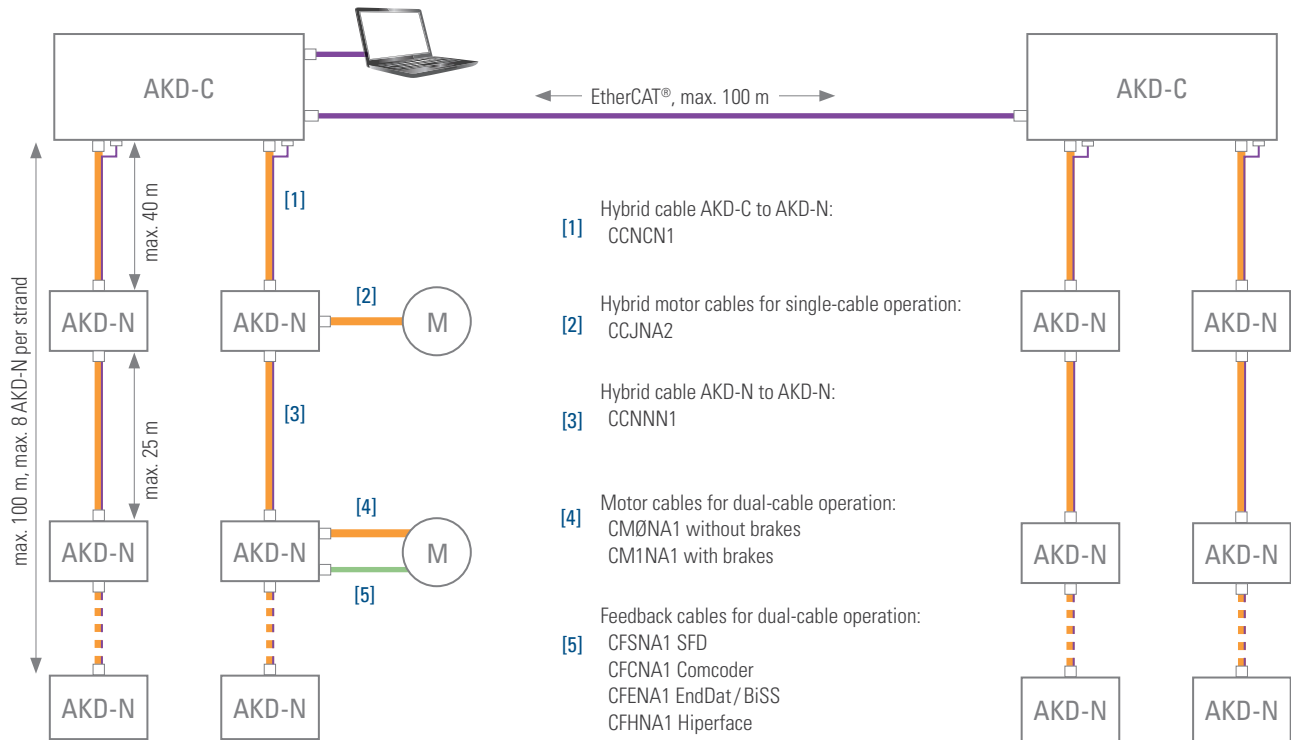 AKD-C
EtherCAT®, max. 100 m
AKD-C
max. 100 m, max. 8 AKD-N per strand
max. 40 m
[1]
[1] Hybrid cable AKD-C to AKD-N:
CCNCN1
AKD-N
AKD-N
[2]
M
[2] Hybrid motor cables for single-cable operation:
CCJNA2
AKD-N
AKD-N
max. 25 m
[3]
[3] Hybrid cable AKD-N to AKD-N:
CCNNN1
AKD-N
AKD-N
[4]
[5]
M
[4] Motor cables for dual-cable operation:
CMØNA1 without brakes
CM1NA1 with brakes
AKD-N
AKD-N
[5] Feedback cables for dual-cable operation:
CFSNA1 SFD
CFCNA1 Comcoder
CFENA1 EndDat / BiSS
CFHNA1 Hiperface
AKD-N
AKD-N
AKD-N
AKD-N